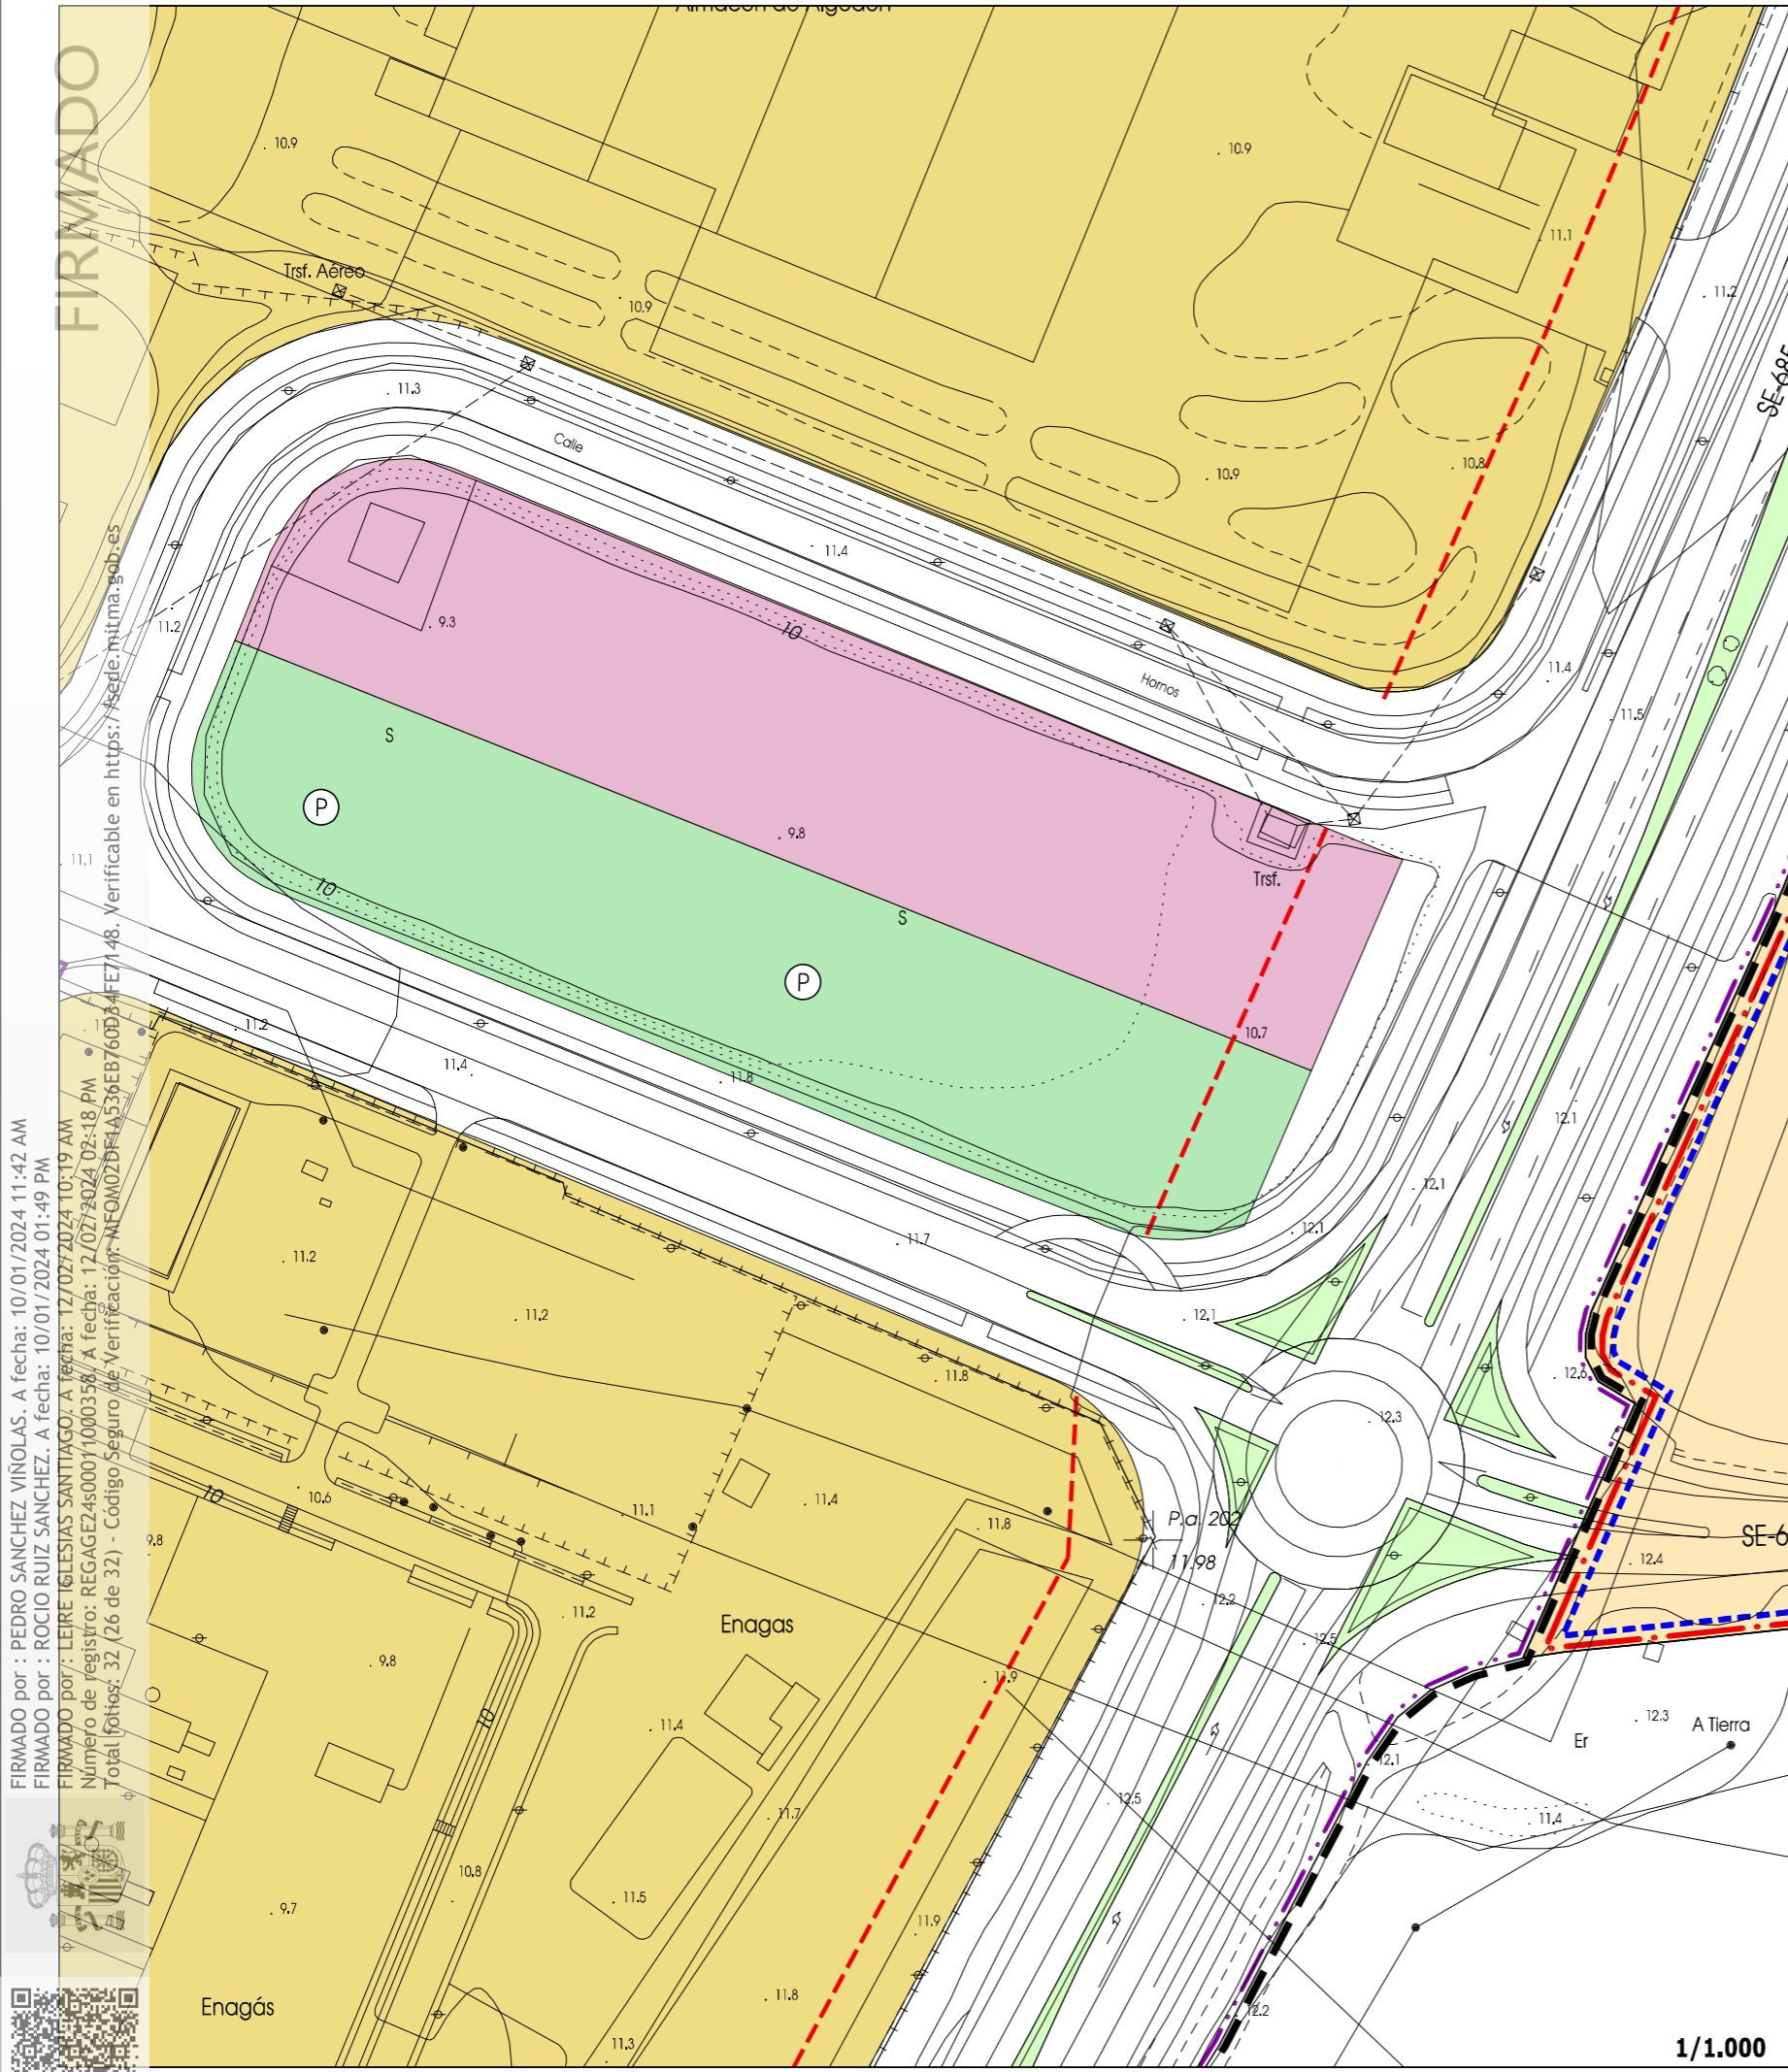 Almacén de Algodón
10.9
10.9
11.1
Trsf. Aéreo
10.9
11.2
SE-685
11.3
Calle
10.9
10.8
11.4
9.3
10
11.2
11.4
Hornos
11.5
S
P
9.8
11.1
Trsf.
10
S
P
11.2
10.7
11.4
11.8
12.1
12.1
11.7
12.1
11.2
11.2
12.1
11.8
12.6
12.3
10
10.6
11.1
11.4
11.8
P.a. 202
11.98
SE-6
9.8
12.4
11.2
12.2
Enagas
12.5
9.8
11.9
12.3
A Tierra
Er
11.4
10
12.1
12.5
11.7
11.4
10.8
11.5
9.7
11.9
11.8
12.2
Enagás
11.3
1/1.000
FIRMADO
FIRMADO por : PEDRO SANCHEZ VIÑOLAS. A fecha: 10/01/2024 11:42 AM
FIRMADO por : ROCIO RUIZ SANCHEZ. A fecha: 10/01/2024 01:49 PM
FIRMADO por : LEIRE IGLESIAS SANTIAGO. A fecha: 12/02/2024 10:19 AM
Número de registro: REGAGE24s00011000358. A fecha: 12/02/2024 02:18 PM
Total folios: 32 (26 de 32) - Código Seguro de Verificación: MFOM02DF1A536EB760D34FE7148. Verificable en https://sede.mitma.gob.es